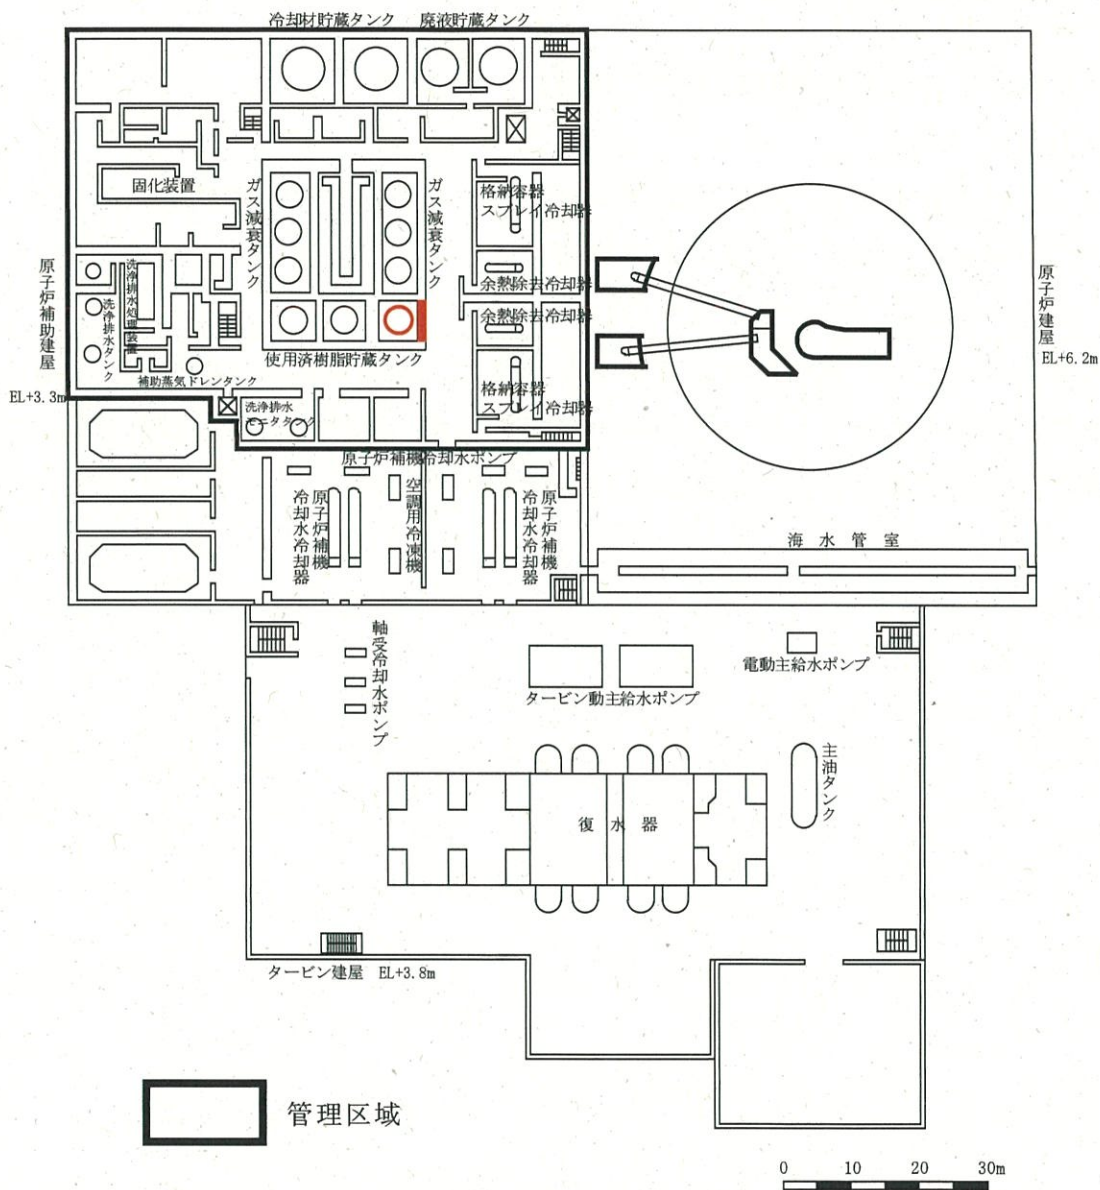 冷却材貯蔵タンク 廃液貯蔵タンク
固化装置
ガス減衰タンク
ガス減衰タンク
格納容器
スプレイ冷却器
余熱除去冷却器
余熱除去冷却器
格納容器
スプレイ冷却器
原子炉補助建屋
EL+3.3m
洗浄排水処理装置
洗浄排水タンク
補助蒸気ドレンタンク
使用済樹脂貯蔵タンク
洗浄排水
モニタタンク
原子炉建屋
EL+6.2m
原子炉補機冷却水ポンプ
原子炉補機
冷却水冷却器
空調用冷凍機
原子炉補機
冷却水冷却器
海水管室
軸受冷却水ポンプ
タービン動主給水ポンプ
電動主給水ポンプ
主油タンク
復水器
タービン建屋 EL+3.8m
管理区域
0 10 20 30m